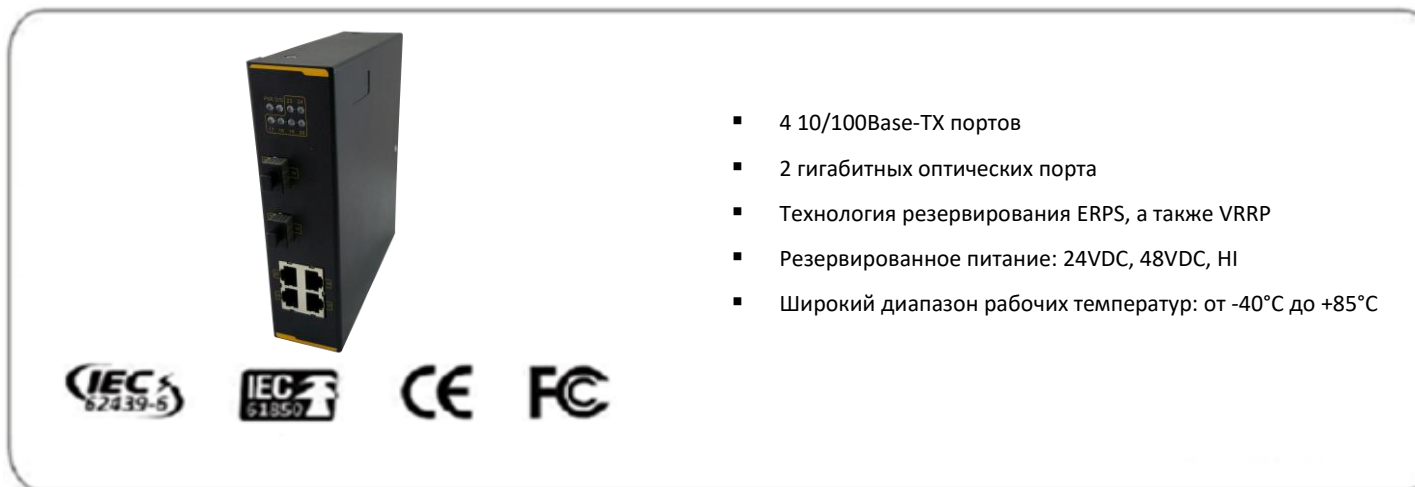 4 10/100Base-TX портов
2 гигабитных оптических порта
Технология резервирования ERPS, а также VRRP
Резервированное питание: 24VDC, 48VDC, HI
Широкий диапазон рабочих температур: от -40°C до +85°C
IEC
62439-6
IEC
61850
CE
FC